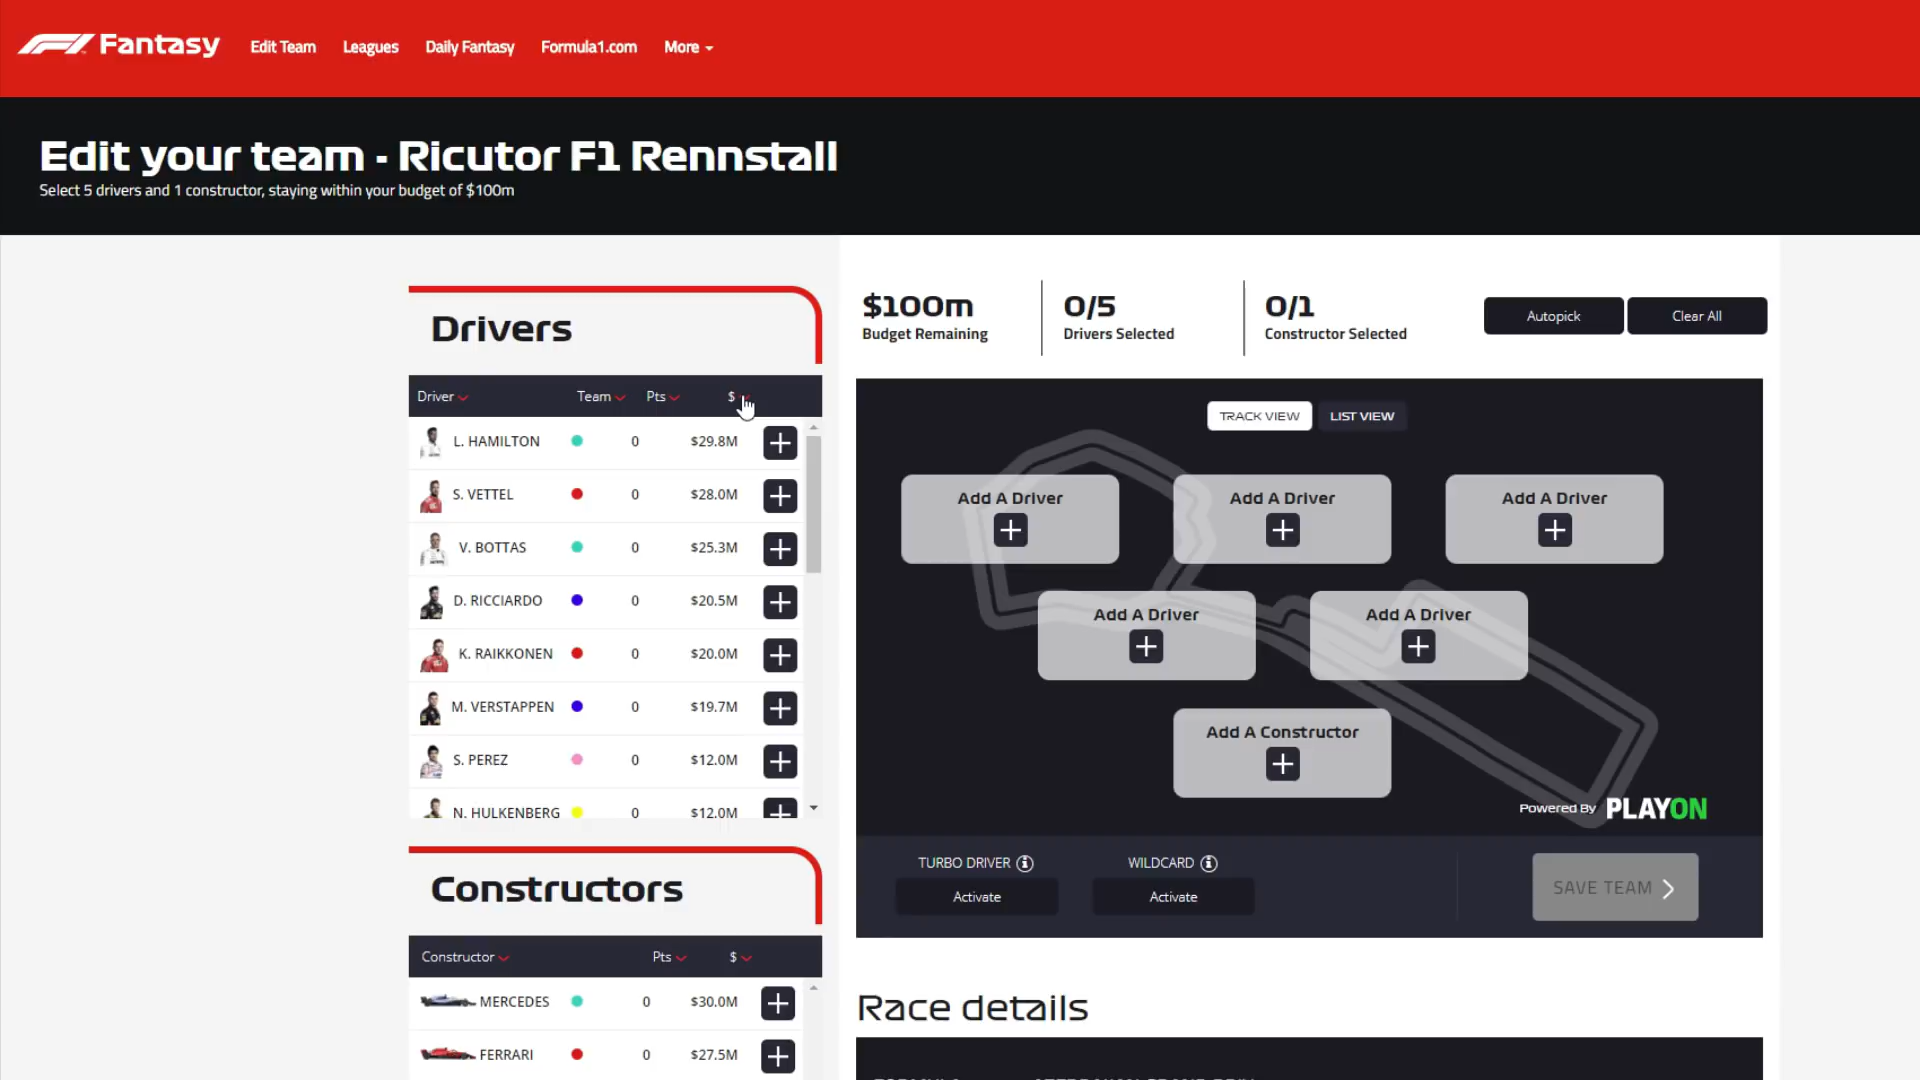 Fantasy
Edit Team
Leagues
Daily Fantasy
Formula1.com
More
Edit your team - Ricutor F1 Rennstall
Select 5 drivers and 1 constructor, staying within your budget of $100m
Drivers
Driver Team Pts $
L. HAMILTON 0 $29.8M
S. VETTEL 0 $28.0M
V. BOTTAS 0 $25.3M
D. RICCIARDO 0 $20.5M
K. RAIKKONEN 0 $20.0M
M. VERSTAPPEN 0 $19.7M
S. PEREZ 0 $12.0M
N. HULKENBERG 0 $12.0M
Constructors
Constructor Pts $
MERCEDES 0 $30.0M
FERRARI 0 $27.5M
$100m
Budget Remaining
0/5
Drivers Selected
0/1
Constructor Selected
Autopick
Clear All
TRACK VIEW
LIST VIEW
Add A Driver
Add A Driver
Add A Driver
Add A Driver
Add A Driver
Add A Constructor
Powered By PLAYON
TURBO DRIVER
Activate
WILDCARD
Activate
SAVE TEAM
Race details